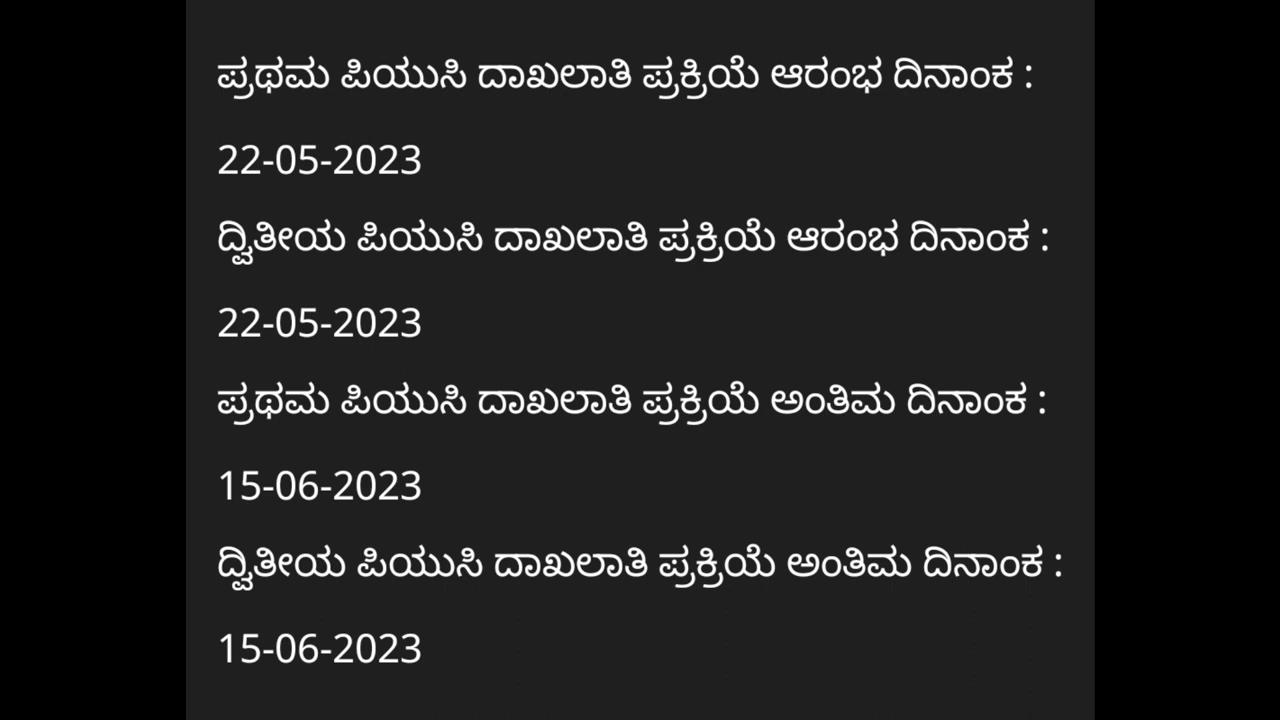 ಪ್ರಥಮ ಪಿಯುಸಿ ದಾಖಲಾತಿ ಪ್ರಕ್ರಿಯೆ ಆರಂಭ ದಿನಾಂಕ :
22-05-2023
ದ್ವಿತೀಯ ಪಿಯುಸಿ ದಾಖಲಾತಿ ಪ್ರಕ್ರಿಯೆ ಆರಂಭ ದಿನಾಂಕ :
22-05-2023
ಪ್ರಥಮ ಪಿಯುಸಿ ದಾಖಲಾತಿ ಪ್ರಕ್ರಿಯೆ ಅಂತಿಮ ದಿನಾಂಕ :
15-06-2023
ದ್ವಿತೀಯ ಪಿಯುಸಿ ದಾಖಲಾತಿ ಪ್ರಕ್ರಿಯೆ ಅಂತಿಮ ದಿನಾಂಕ :
15-06-2023